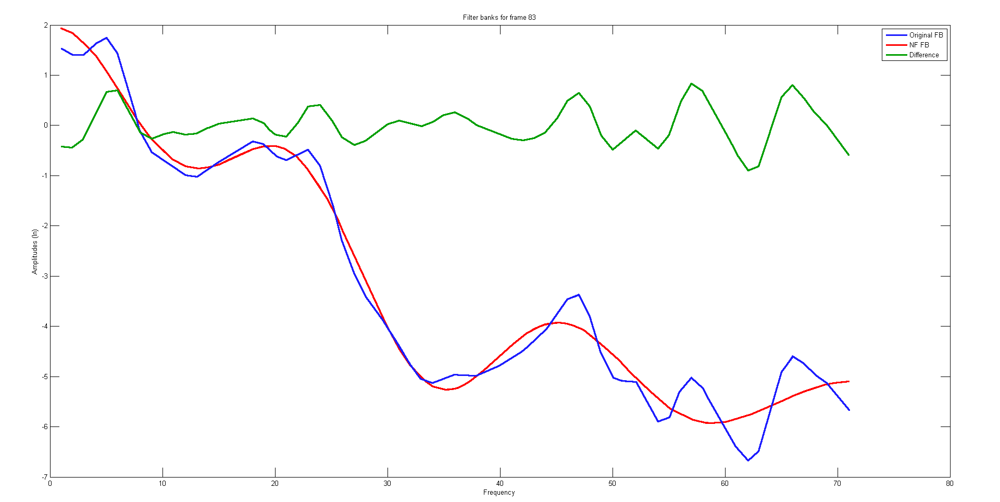 Filter banks for frame 83
Original FB
NF FB
Difference
2
1
0
-1
-2
-3
-4
-5
-6
-7
Amplitudes (ln)
0 10 20 30 40 50 60 70 80
Frequency